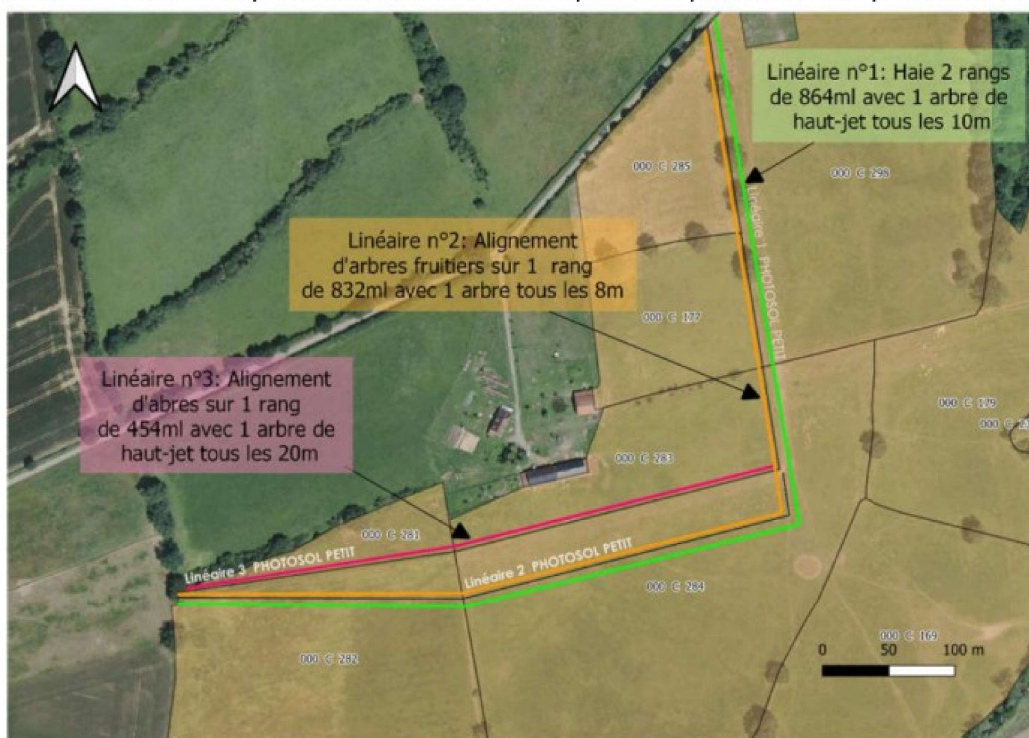 Linéaire n°1: Haie 2 rangs
de 864ml avec 1 arbre de
haut-jet tous les 10m
000 C 285
000 C 298
Linéaire 1 PHOTOSOL PETIT
Linéaire n°2: Alignement
d'arbres fruitiers sur 1 rang
de 832ml avec 1 arbre tous les 8m
000 C 177
Linéaire n°3: Alignement
d'abres sur 1 rang
de 454ml avec 1 arbre de
haut-jet tous les 20m
000 C 179
000 C 283
000 C 281
Linéaire 3 PHOTOSOL PETIT
Linéaire 2 PHOTOSOL PETIT
000 C 284
000 C 169
000 C 282
0 50 100 m